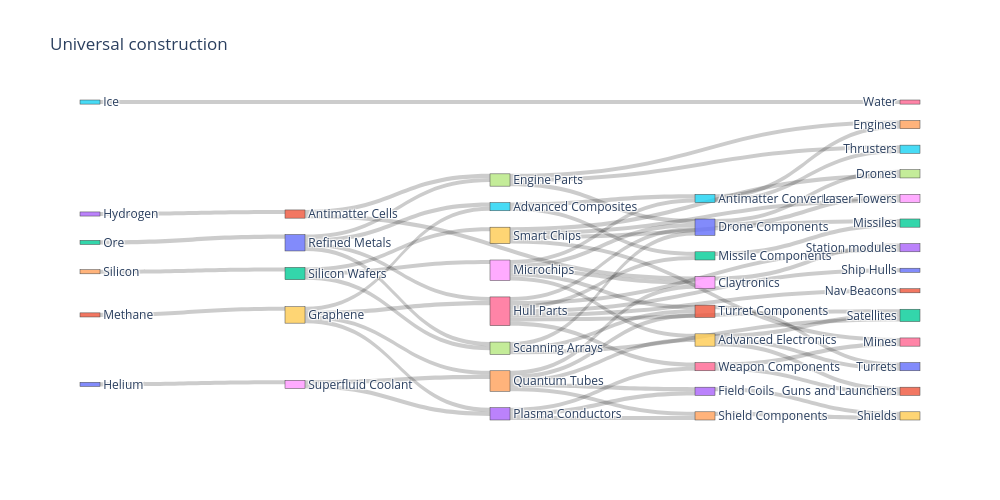 Universal construction
Ice
Water
Engines
Thrusters
Drones
Engine Parts
Antimatter Converters
Laser Towers
Advanced Composites
Hydrogen
Antimatter Cells
Missiles
Drone Components
Smart Chips
Ore
Refined Metals
Station modules
Missile Components
Microchips
Ship Hulls
Silicon
Silicon Wafers
Claytronics
Nav Beacons
Hull Parts
Turret Components
Methane
Graphene
Satellites
Advanced Electronics
Mines
Scanning Arrays
Weapon Components
Turrets
Quantum Tubes
Helium
Superfluid Coolant
Field Coils
Guns and Launchers
Plasma Conductors
Shield Components
Shields